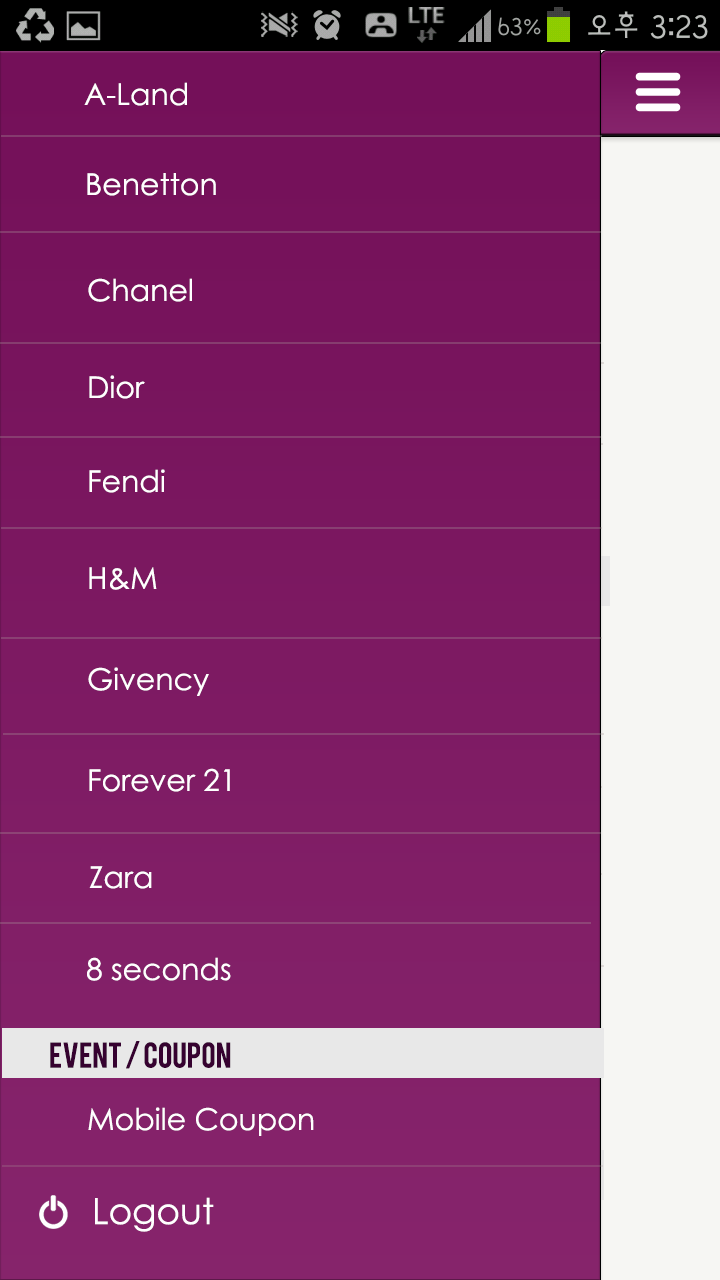 LTE 63% 오후 3:23
A-Land
Benetton
Chanel
Dior
Fendi
H&M
Givency
Forever 21
Zara
8 seconds
EVENT / COUPON
Mobile Coupon
Logout